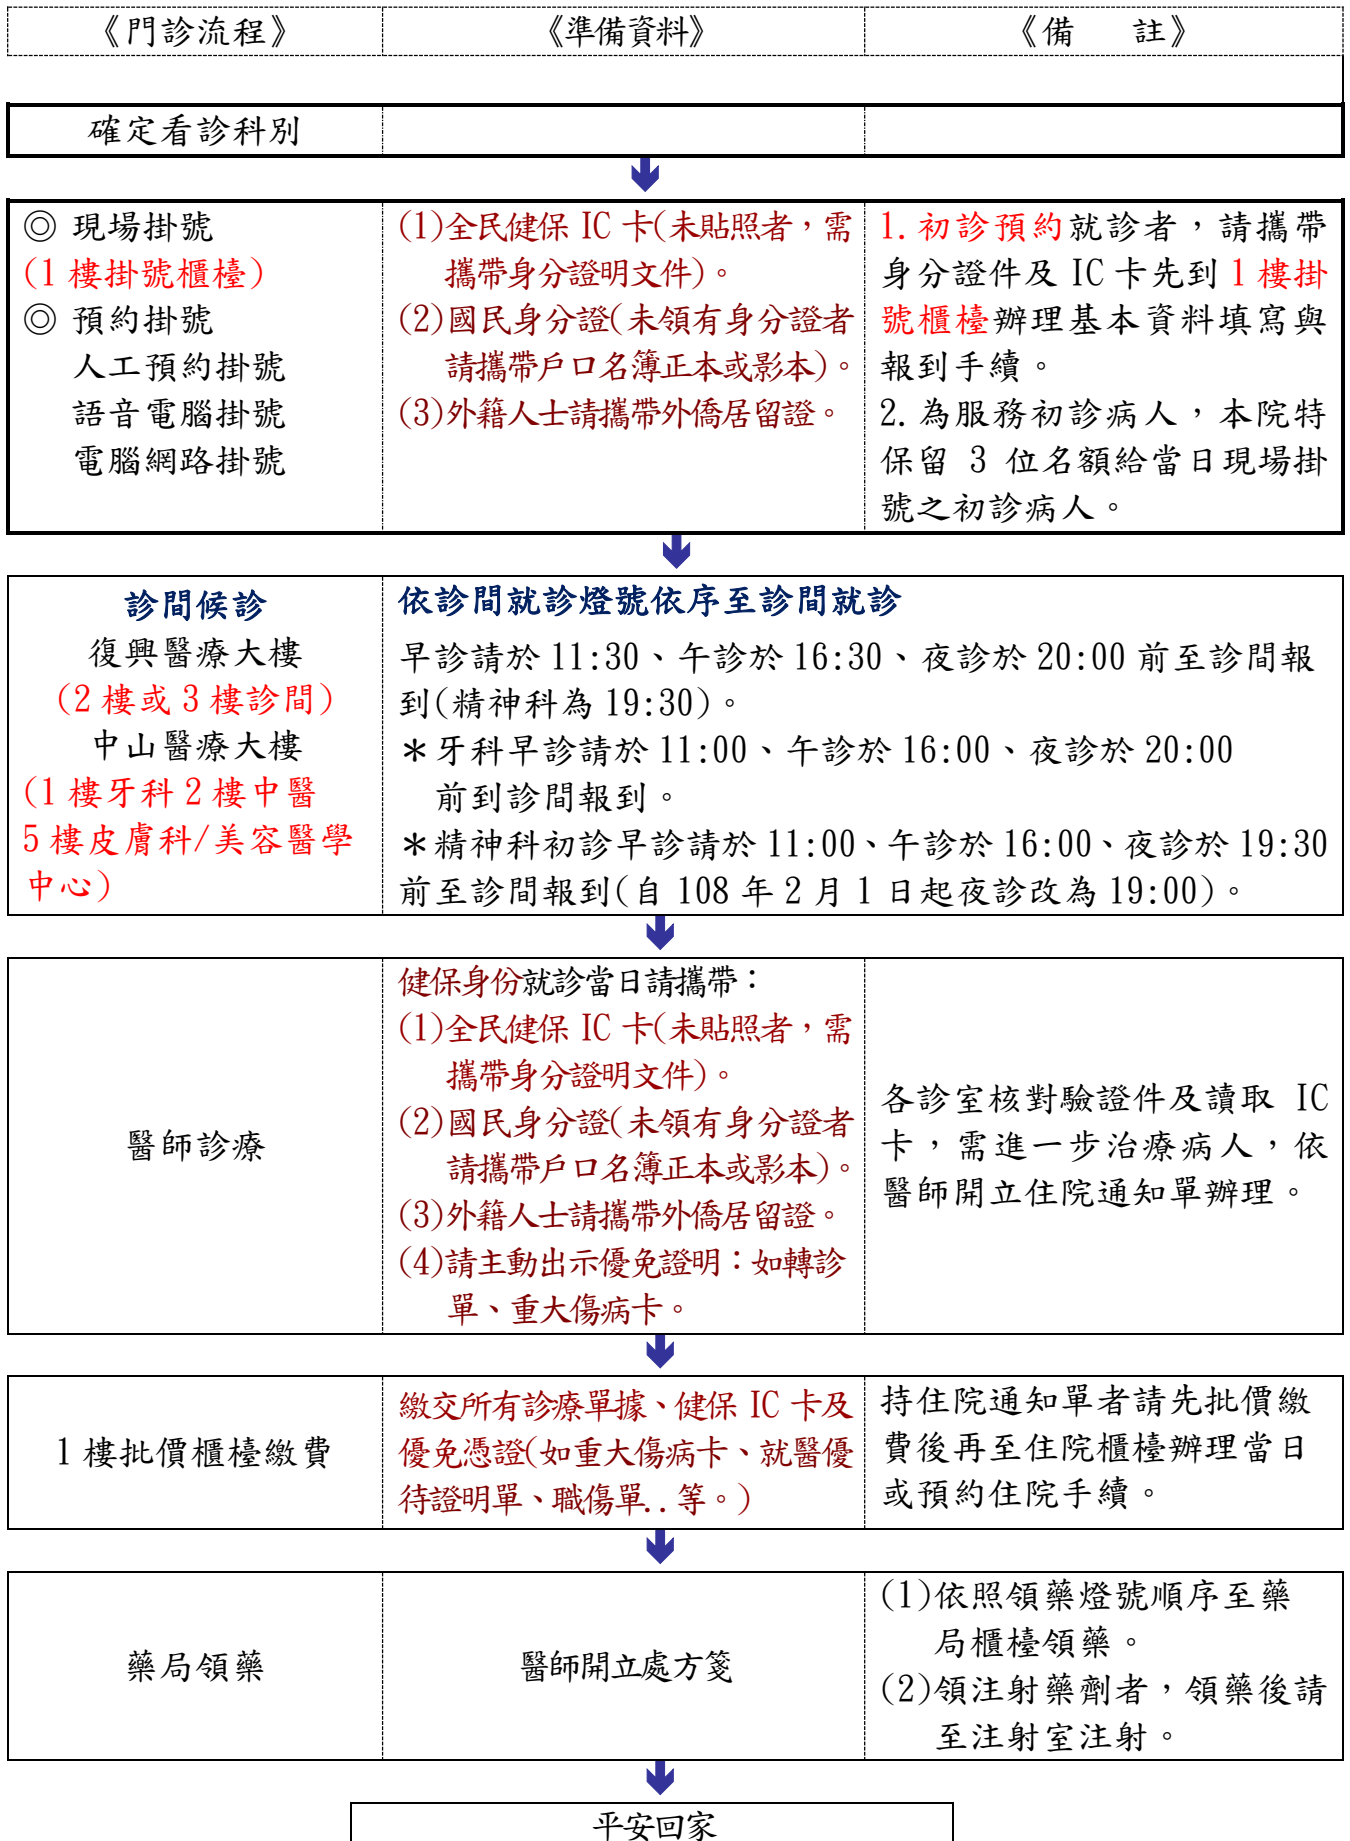 《門診流程》
《準備資料》
《備　　註》
確定看診科別
◎ 現場掛號
(1 樓掛號櫃檯)
◎ 預約掛號
人工預約掛號
語音電腦掛號
電腦網路掛號
(1)全民健保 IC 卡(未貼照者，需
攜帶身分證明文件)。
(2)國民身分證(未領有身分證者
請攜帶戶口名簿正本或影本)。
(3)外籍人士請攜帶外僑居留證。
1. 初診預約就診者，請攜帶
身分證件及 IC 卡先到 1 樓掛
號櫃檯辦理基本資料填寫與
報到手續。
2. 為服務初診病人，本院特
保留 3 位名額給當日現場掛
號之初診病人。
診間候診
復興醫療大樓
(2 樓或 3 樓診間)
中山醫療大樓
(1 樓牙科 2 樓中醫
5 樓皮膚科/美容醫學
中心)
依診間就診燈號依序至診間就診
早診請於 11:30、午診於 16:30、夜診於 20:00 前至診間報
到(精神科為 19:30)。
＊牙科早診請於 11:00、午診於 16:00、夜診於 20:00
前到診間報到。
＊精神科初診早診請於 11:00、午診於 16:00、夜診於 19:30
前至診間報到(自 108 年 2 月 1 日起夜診改為 19:00)。
醫師診療
健保身份就診當日請攜帶：
(1)全民健保 IC 卡(未貼照者，需
攜帶身分證明文件)。
(2)國民身分證(未領有身分證者
請攜帶戶口名簿正本或影本)。
(3)外籍人士請攜帶外僑居留證。
(4)請主動出示優免證明：如轉診
單、重大傷病卡。
各診室核對驗證件及讀取 IC
卡，需進一步治療病人，依
醫師開立住院通知單辦理。
1 樓批價櫃檯繳費
繳交所有診療單據、健保 IC 卡及
優免憑證(如重大傷病卡、就醫優
待證明單、職傷單..等。)
持住院通知單者請先批價繳
費後再至住院櫃檯辦理當日
或預約住院手續。
藥局領藥
醫師開立處方箋
(1)依照領藥燈號順序至藥
局櫃檯領藥。
(2)領注射藥劑者，領藥後請
至注射室注射。
平安回家